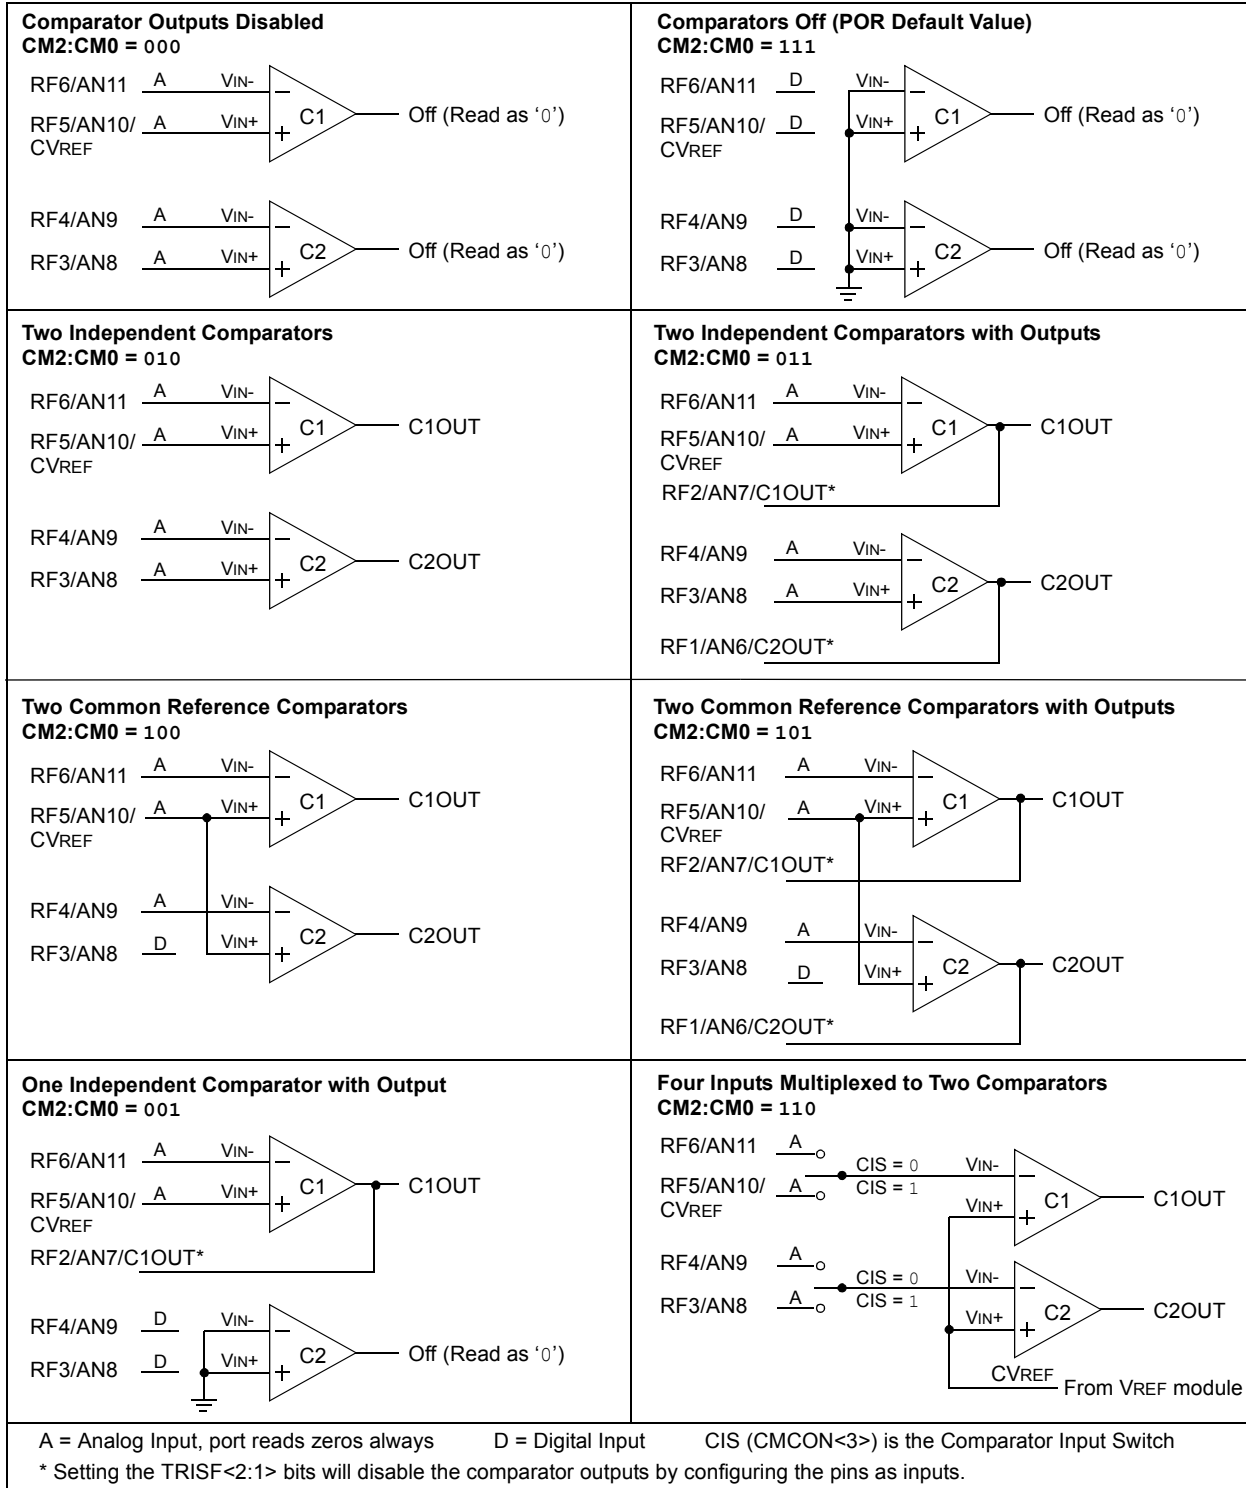 Comparator Outputs Disabled
CM2:CM0 = 000
RF6/AN11 A VIN- −
C1 Off (Read as ‘0’)
RF5/AN10/ A VIN+ +
CVREF
RF4/AN9 A VIN- −
C2 Off (Read as ‘0’)
RF3/AN8 A VIN+ +
Comparators Off (POR Default Value)
CM2:CM0 = 111
RF6/AN11 D VIN- −
C1 Off (Read as ‘0’)
RF5/AN10/ D VIN+ +
CVREF
RF4/AN9 D VIN- −
C2 Off (Read as ‘0’)
RF3/AN8 D VIN+ +
Two Independent Comparators
CM2:CM0 = 010
RF6/AN11 A VIN- −
C1 C1OUT
RF5/AN10/ A VIN+ +
CVREF
RF4/AN9 A VIN- −
C2 C2OUT
RF3/AN8 A VIN+ +
Two Independent Comparators with Outputs
CM2:CM0 = 011
RF6/AN11 A VIN- −
C1 C1OUT
RF5/AN10/ A VIN+ +
CVREF
RF2/AN7/C1OUT*
RF4/AN9 A VIN- −
C2 C2OUT
RF3/AN8 A VIN+ +
RF1/AN6/C2OUT*
Two Common Reference Comparators
CM2:CM0 = 100
RF6/AN11 A VIN- −
C1 C1OUT
RF5/AN10/ A VIN+ +
CVREF
RF4/AN9 A VIN- −
C2 C2OUT
RF3/AN8 D VIN+ +
Two Common Reference Comparators with Outputs
CM2:CM0 = 101
RF6/AN11 A VIN- −
C1 C1OUT
RF5/AN10/ A VIN+ +
CVREF
RF2/AN7/C1OUT*
RF4/AN9 A VIN- −
C2 C2OUT
RF3/AN8 D VIN+ +
RF1/AN6/C2OUT*
One Independent Comparator with Output
CM2:CM0 = 001
RF6/AN11 A VIN- −
C1 C1OUT
RF5/AN10/ A VIN+ +
CVREF
RF2/AN7/C1OUT*
RF4/AN9 D VIN- −
C2 Off (Read as ‘0’)
RF3/AN8 D VIN+ +
Four Inputs Multiplexed to Two Comparators
CM2:CM0 = 110
RF6/AN11 A
CIS = 0 VIN- −
RF5/AN10/ A CIS = 1 C1 C1OUT
CVREF VIN+ +
RF4/AN9 A
CIS = 0 VIN- −
RF3/AN8 A CIS = 1 C2 C2OUT
VIN+ +
CVREF
From VREF module
A = Analog Input, port reads zeros always D = Digital Input CIS (CMCON<3>) is the Comparator Input Switch
* Setting the TRISF<2:1> bits will disable the comparator outputs by configuring the pins as inputs.